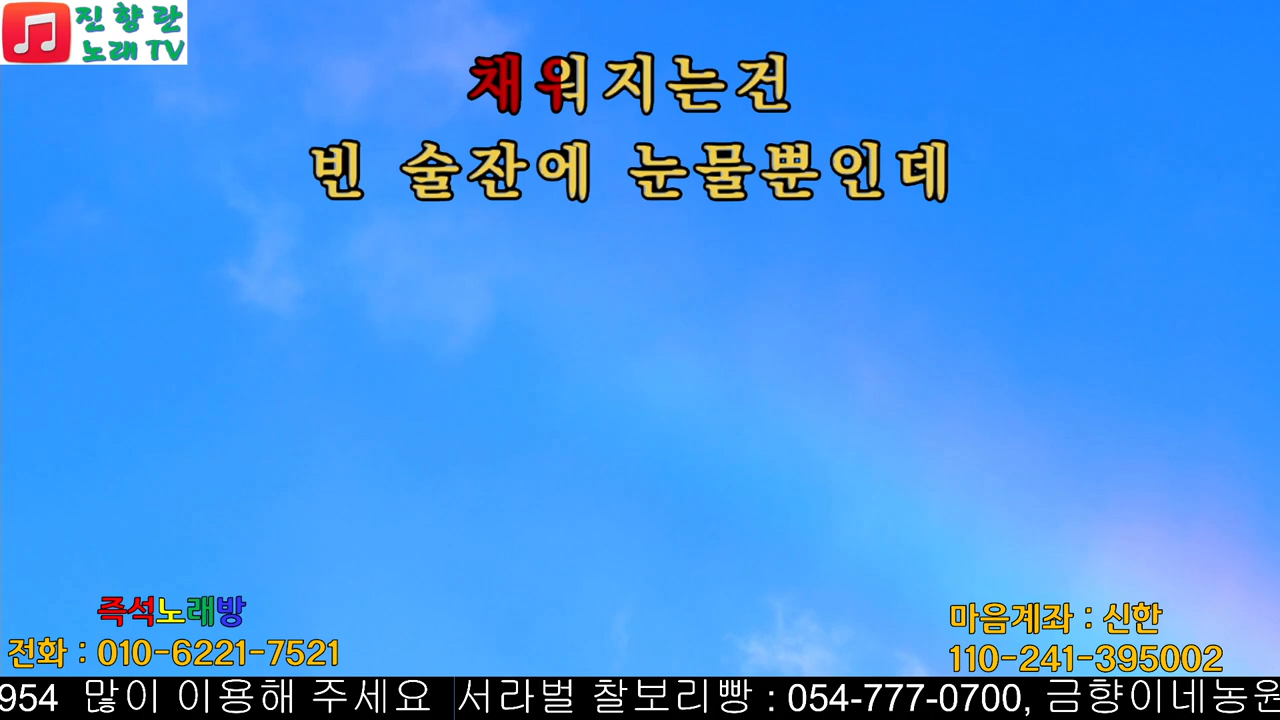 진향란
노래 TV
채워지는건
빈 술잔에 눈물뿐인데
즉석노래방
전화 : 010-6221-7521
마음계좌 : 신한
110-241-395002
954 많이 이용해 주세요 서라벌 찰보리빵 : 054-777-0700, 금향이네농원